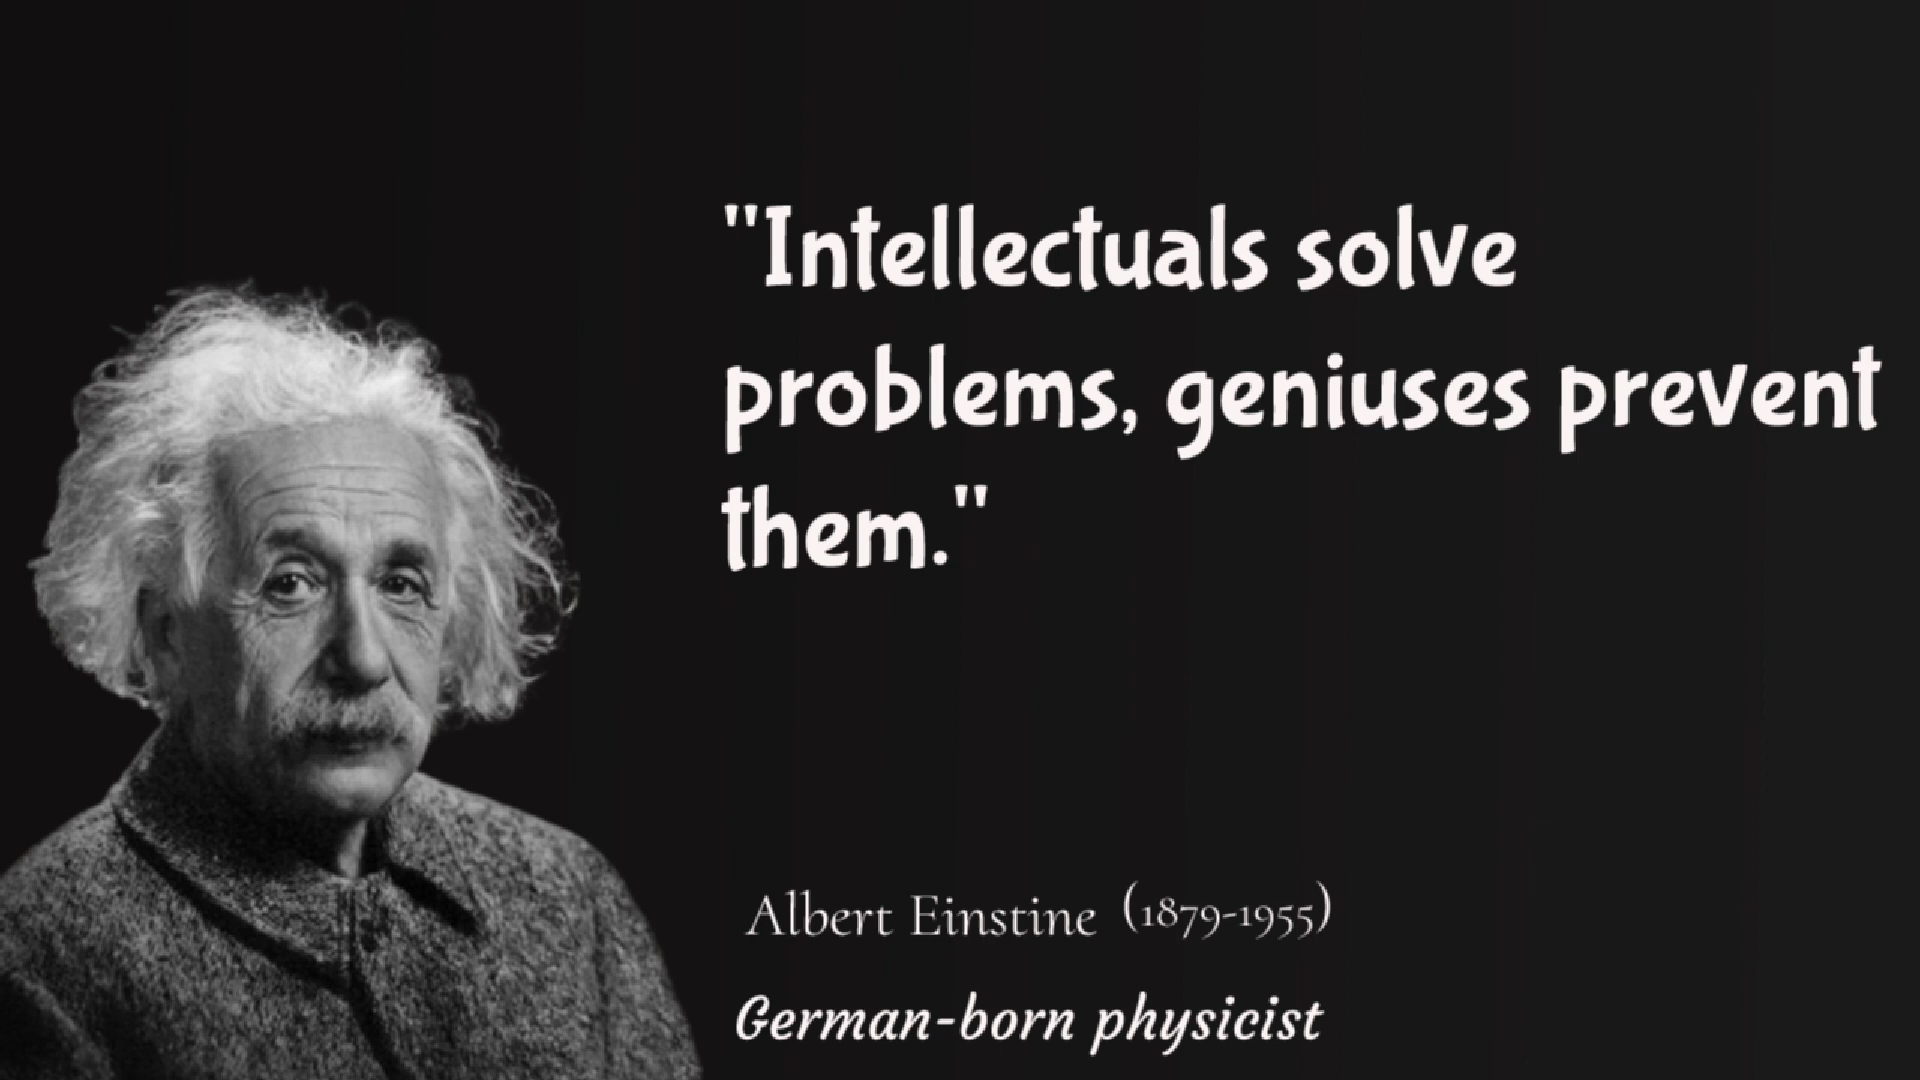 "Intellectuals solve
problems, geniuses prevent
them."
Albert Einstine (1879-1955)
German-born physicist